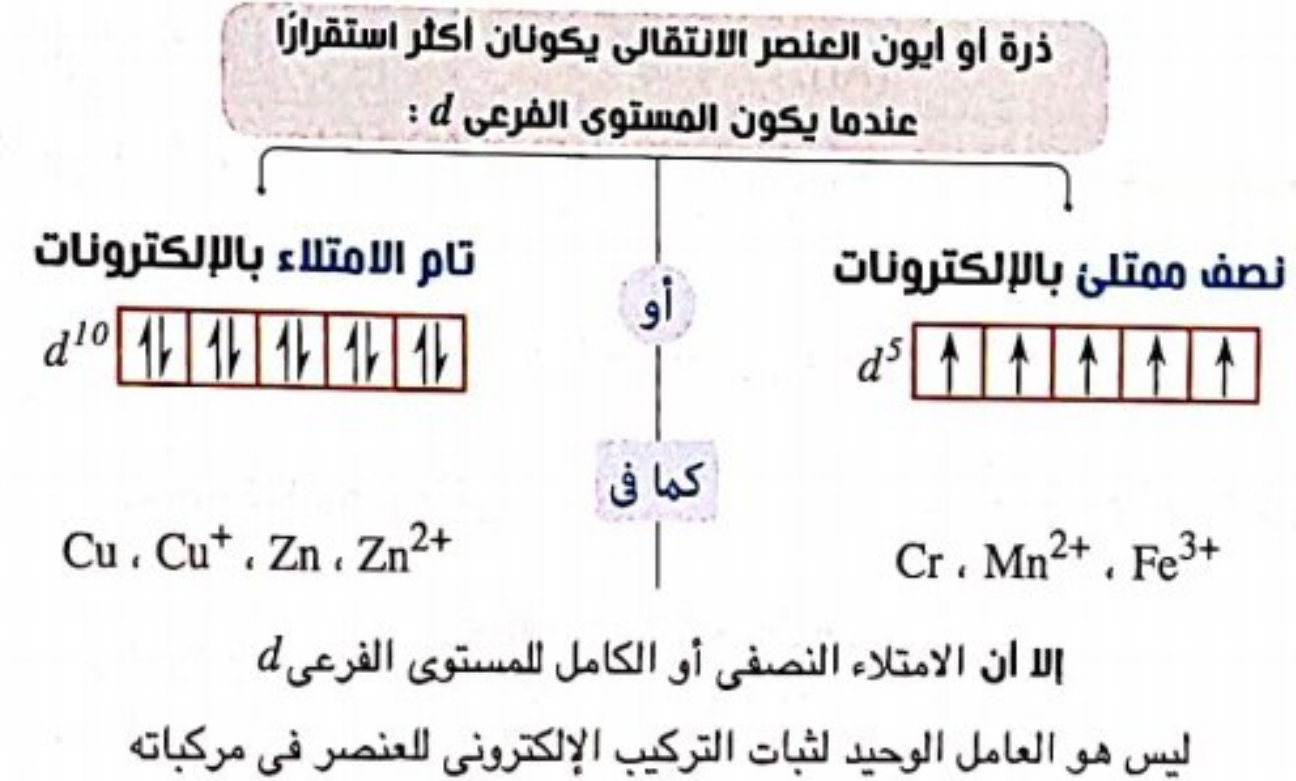 ذرة أو أيون العنصر الانتقالى يكونان أكثر استقرارًا
عندما يكون المستوى الفرعى d :
نصف ممتلئ بالإلكترونات
d⁵ ↑ ↑ ↑ ↑ ↑
أو
تام الامتلاء بالإلكترونات
d¹⁰ ⥮ ⥮ ⥮ ⥮ ⥮
كما فى
Cr ، Mn²⁺ ، Fe³⁺
Cu ، Cu⁺ ، Zn ، Zn²⁺
إلا أن الامتلاء النصفى أو الكامل للمستوى الفرعى d
ليس هو العامل الوحيد لثبات التركيب الإلكترونى للعنصر فى مركباته